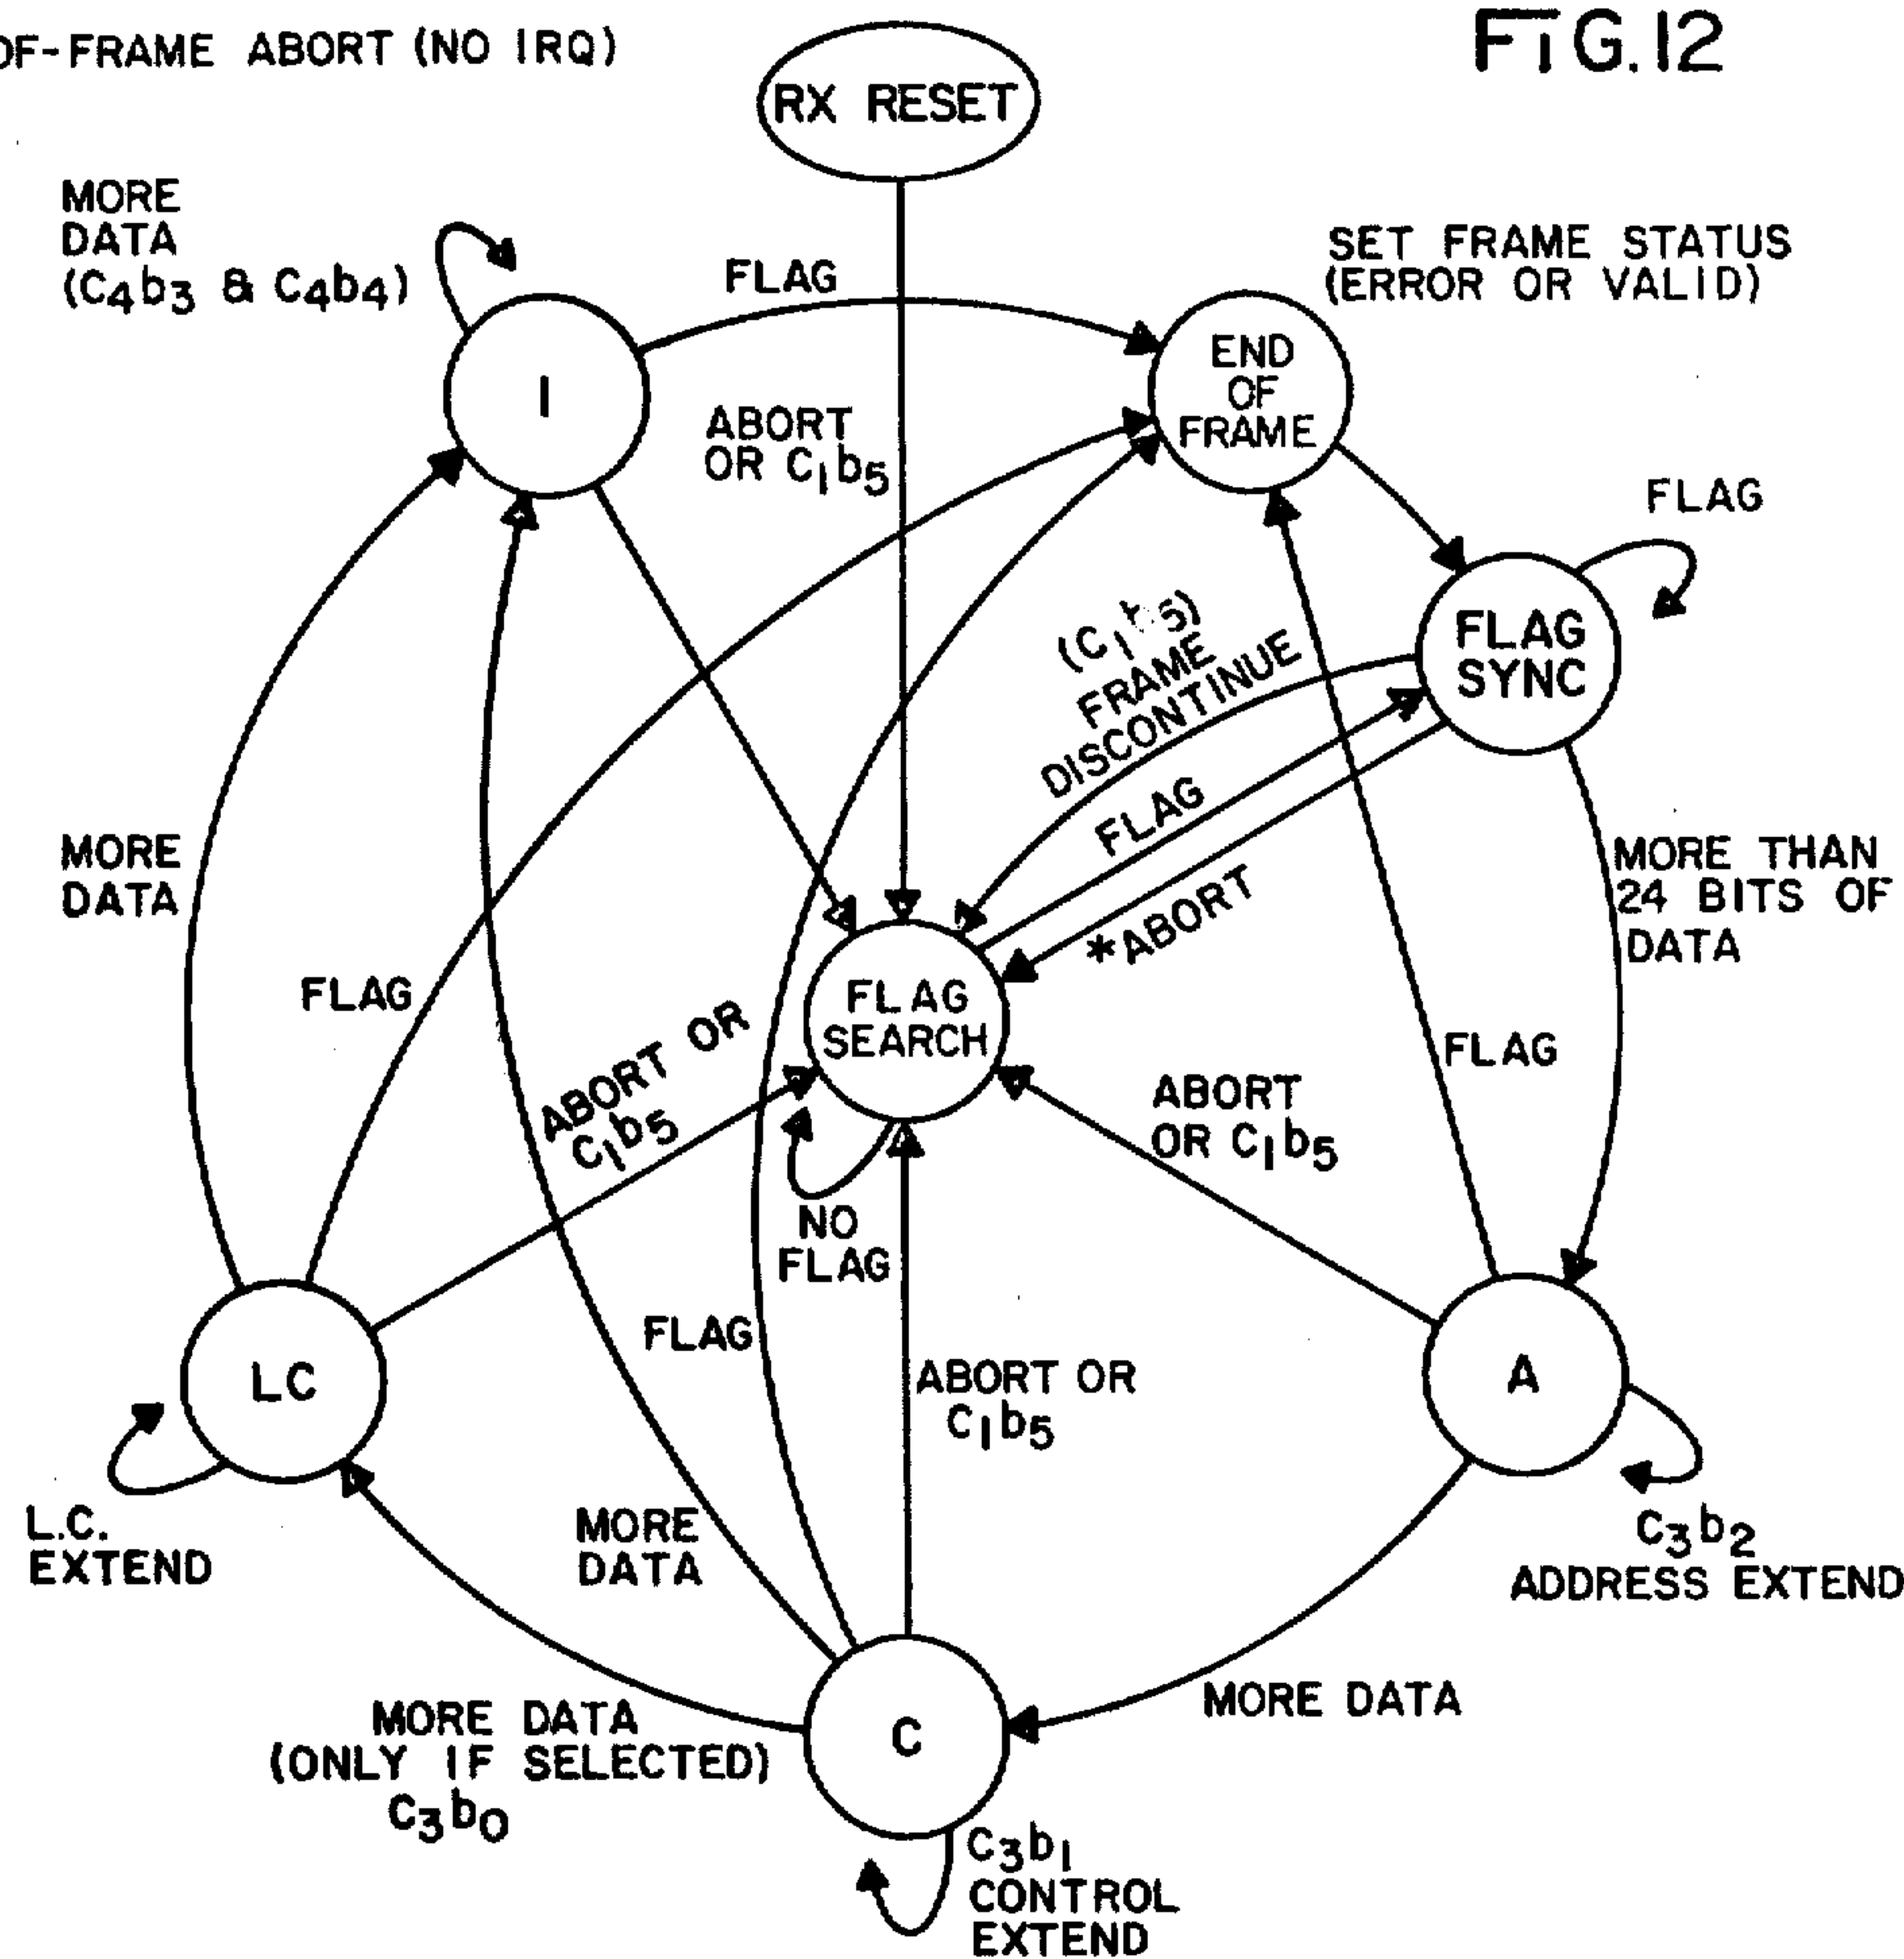 OF-FRAME ABORT (NO IRQ)
FIG.12
RX RESET
MORE
DATA
(C4b3 & C4b4)
FLAG
SET FRAME STATUS
(ERROR OR VALID)
I
END
OF
FRAME
ABORT
OR C1b5
FLAG
FLAG
SYNC
(C1b5)
FRAME
DISCONTINUE
FLAG
*ABORT
MORE
DATA
MORE THAN
24 BITS OF
DATA
FLAG
ABORT OR
C1b5
FLAG
SEARCH
FLAG
ABORT
OR C1b5
NO
FLAG
FLAG
LC
ABORT OR
C1b5
A
L.C.
EXTEND
MORE
DATA
C3b2
ADDRESS EXTEND
MORE DATA
(ONLY IF SELECTED)
C3b0
C
MORE DATA
C3b1
CONTROL
EXTEND